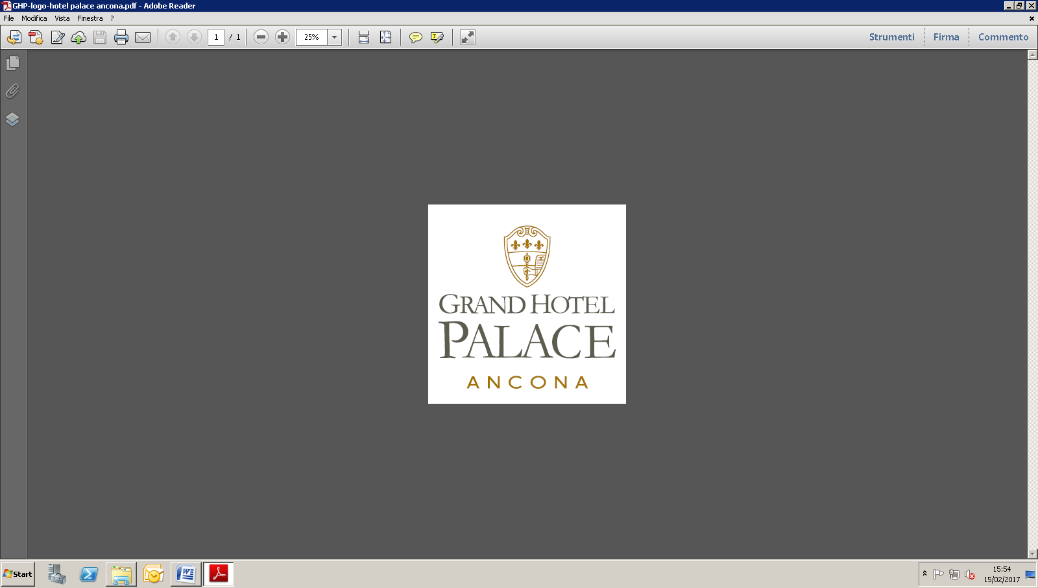 GHP-logo-hotel palace ancona.pdf - Adobe Reader
File Modifica Vista Finestra ?
1 / 1 25% Strumenti Firma Commento
GRAND HOTEL
PALACE
ANCONA
Start
15:54
15/02/2017